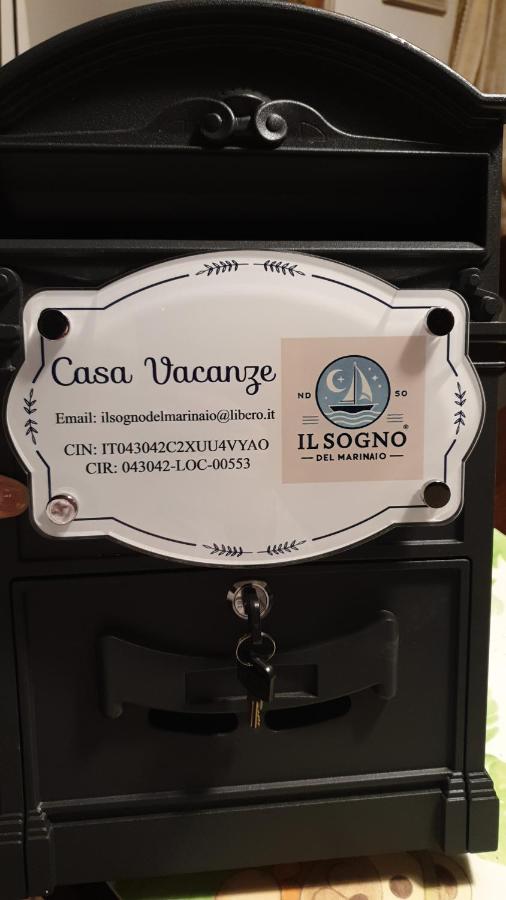 Casa Vacanze
Email: ilsognodelmarinaio@libero.it
CIN: IT043042C2XUU4VYAO
CIR: 043042-LOC-00553
ND SO
IL SOGNO®
DEL MARINAIO